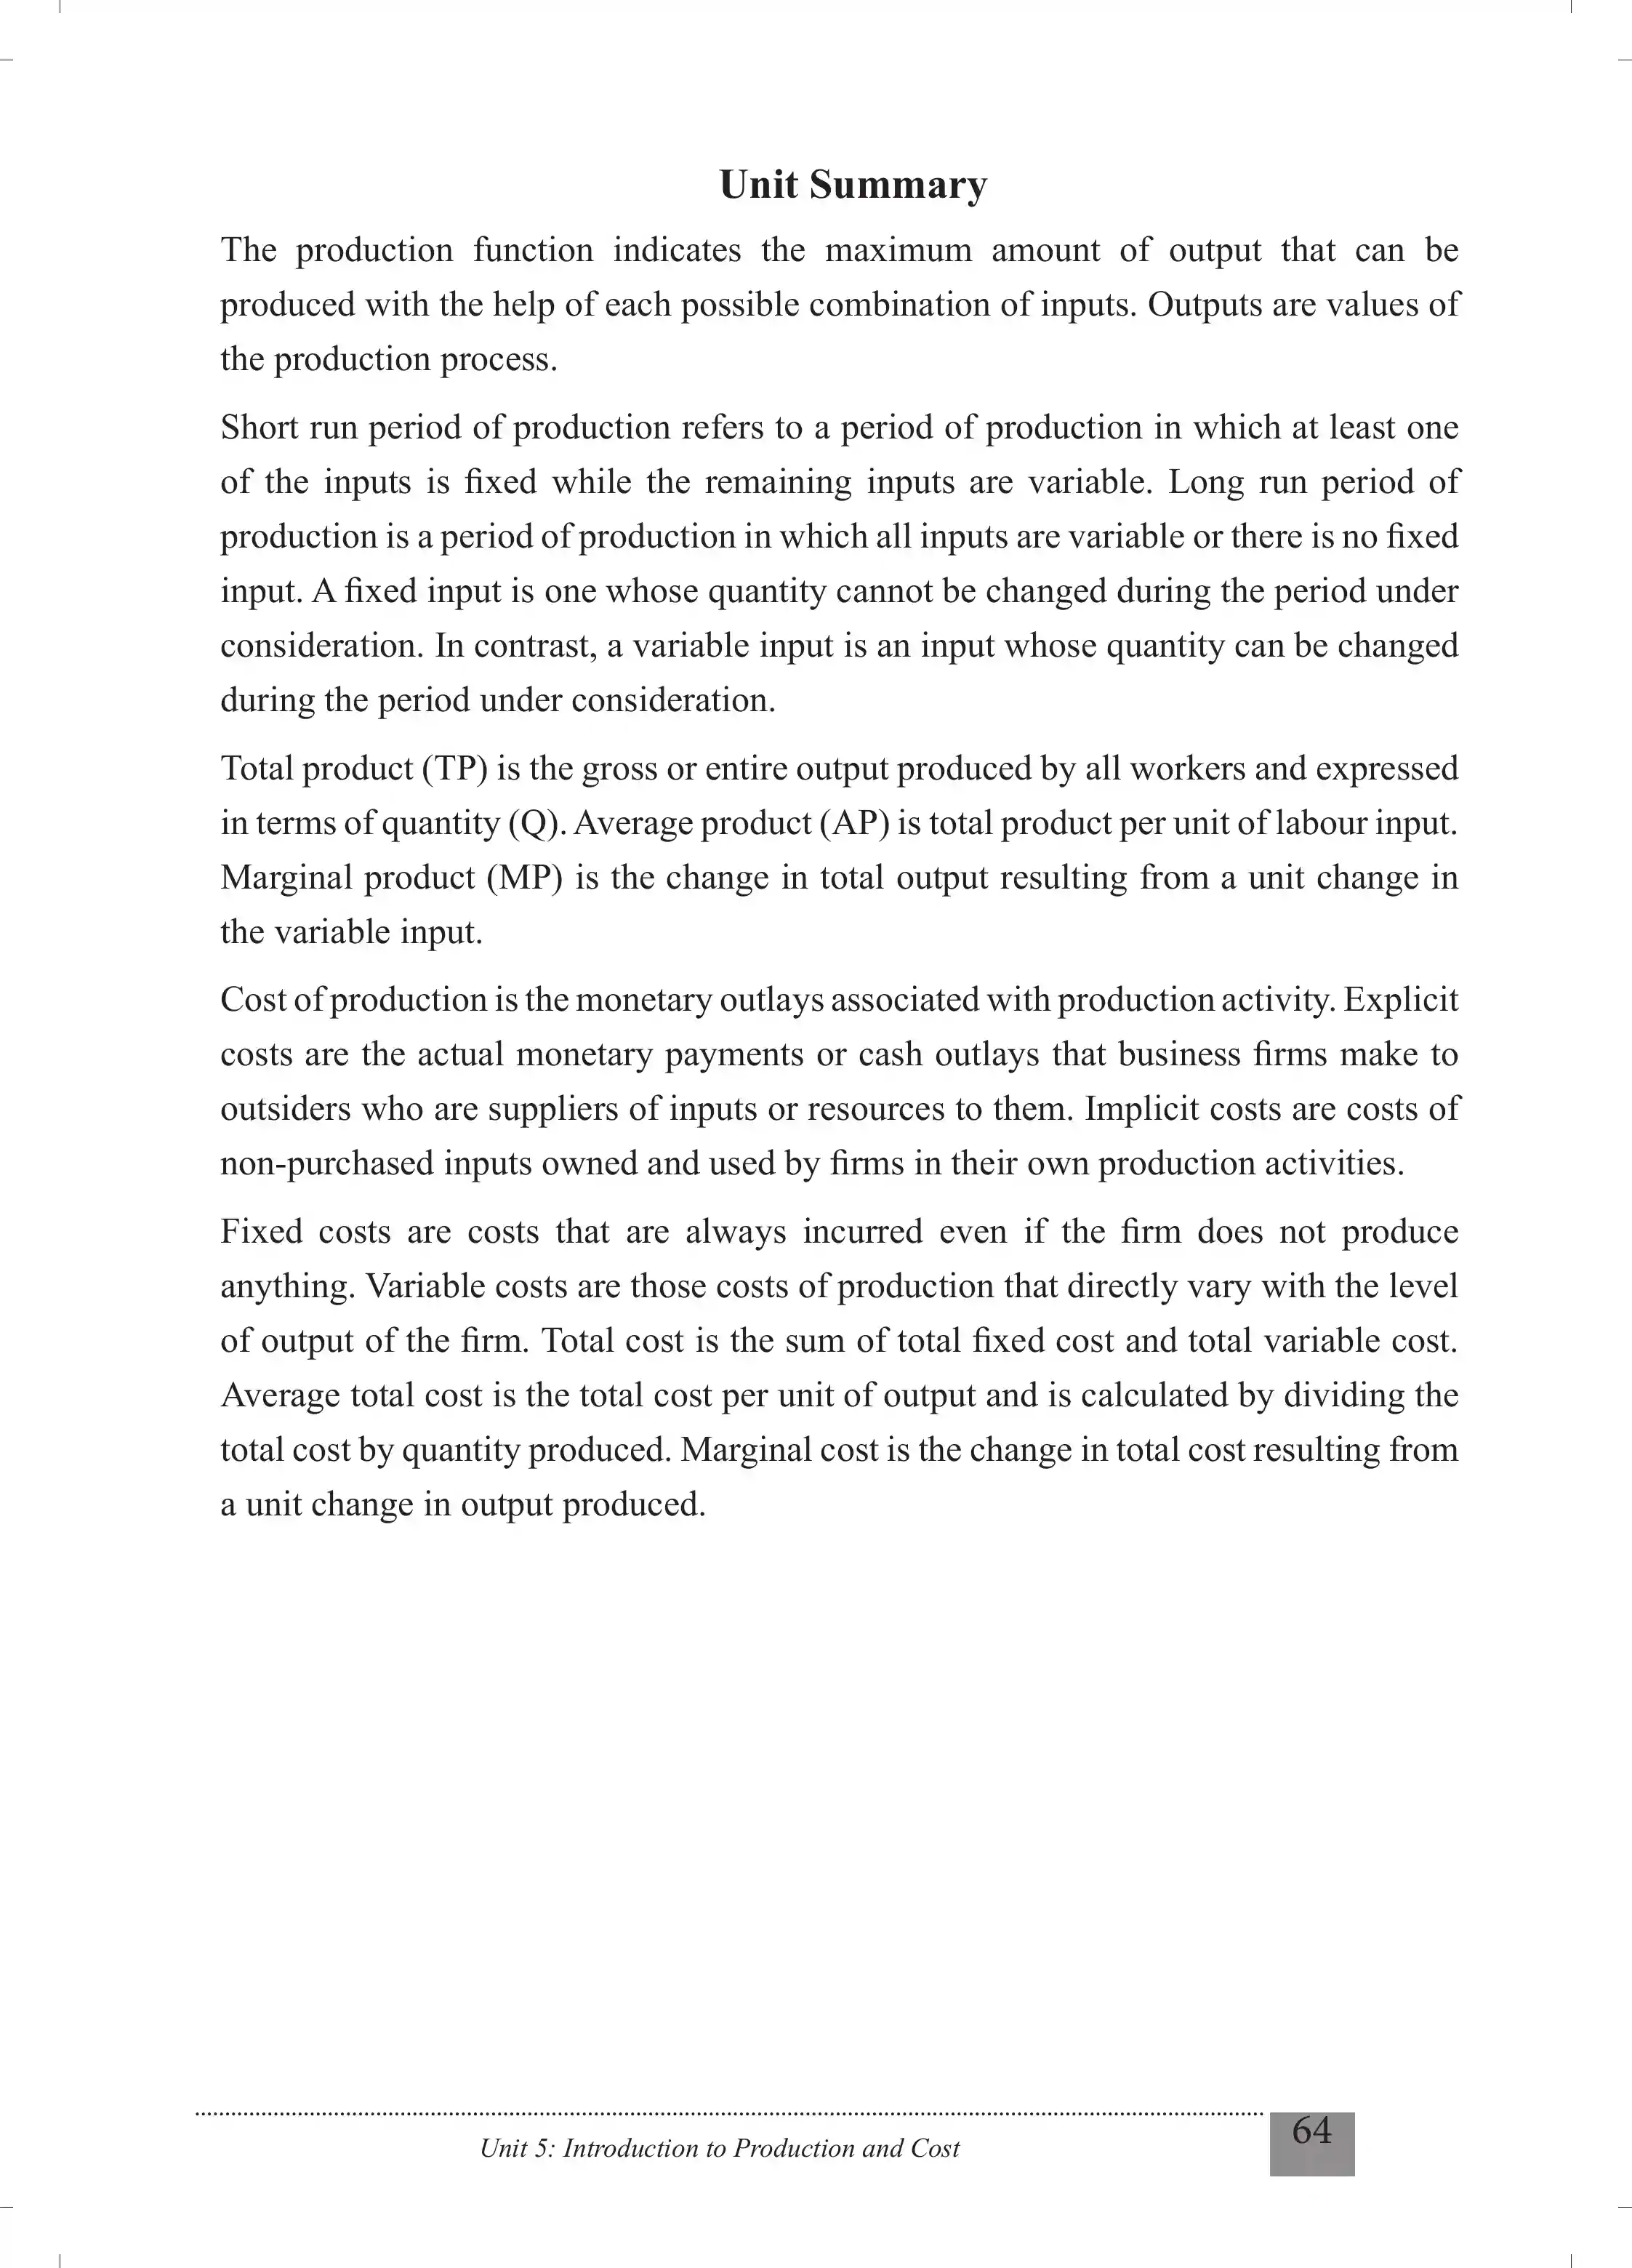 Unit Summary
The production function indicates the maximum amount of output that can be
produced with the help of each possible combination of inputs. Outputs are values of
the production process.
Short run period of production refers to a period of production in which at least one
of the inputs is fixed while the remaining inputs are variable. Long run period of
production is a period of production in which all inputs are variable or there is no fixed
input. A fixed input is one whose quantity cannot be changed during the period under
consideration. In contrast, a variable input is an input whose quantity can be changed
during the period under consideration.
Total product (TP) is the gross or entire output produced by all workers and expressed
in terms of quantity (Q). Average product (AP) is total product per unit of labour input.
Marginal product (MP) is the change in total output resulting from a unit change in
the variable input.
Cost of production is the monetary outlays associated with production activity. Explicit
costs are the actual monetary payments or cash outlays that business firms make to
outsiders who are suppliers of inputs or resources to them. Implicit costs are costs of
non-purchased inputs owned and used by firms in their own production activities.
Fixed costs are costs that are always incurred even if the firm does not produce
anything. Variable costs are those costs of production that directly vary with the level
of output of the firm. Total cost is the sum of total fixed cost and total variable cost.
Average total cost is the total cost per unit of output and is calculated by dividing the
total cost by quantity produced. Marginal cost is the change in total cost resulting from
a unit change in output produced.
Unit 5: Introduction to Production and Cost
64